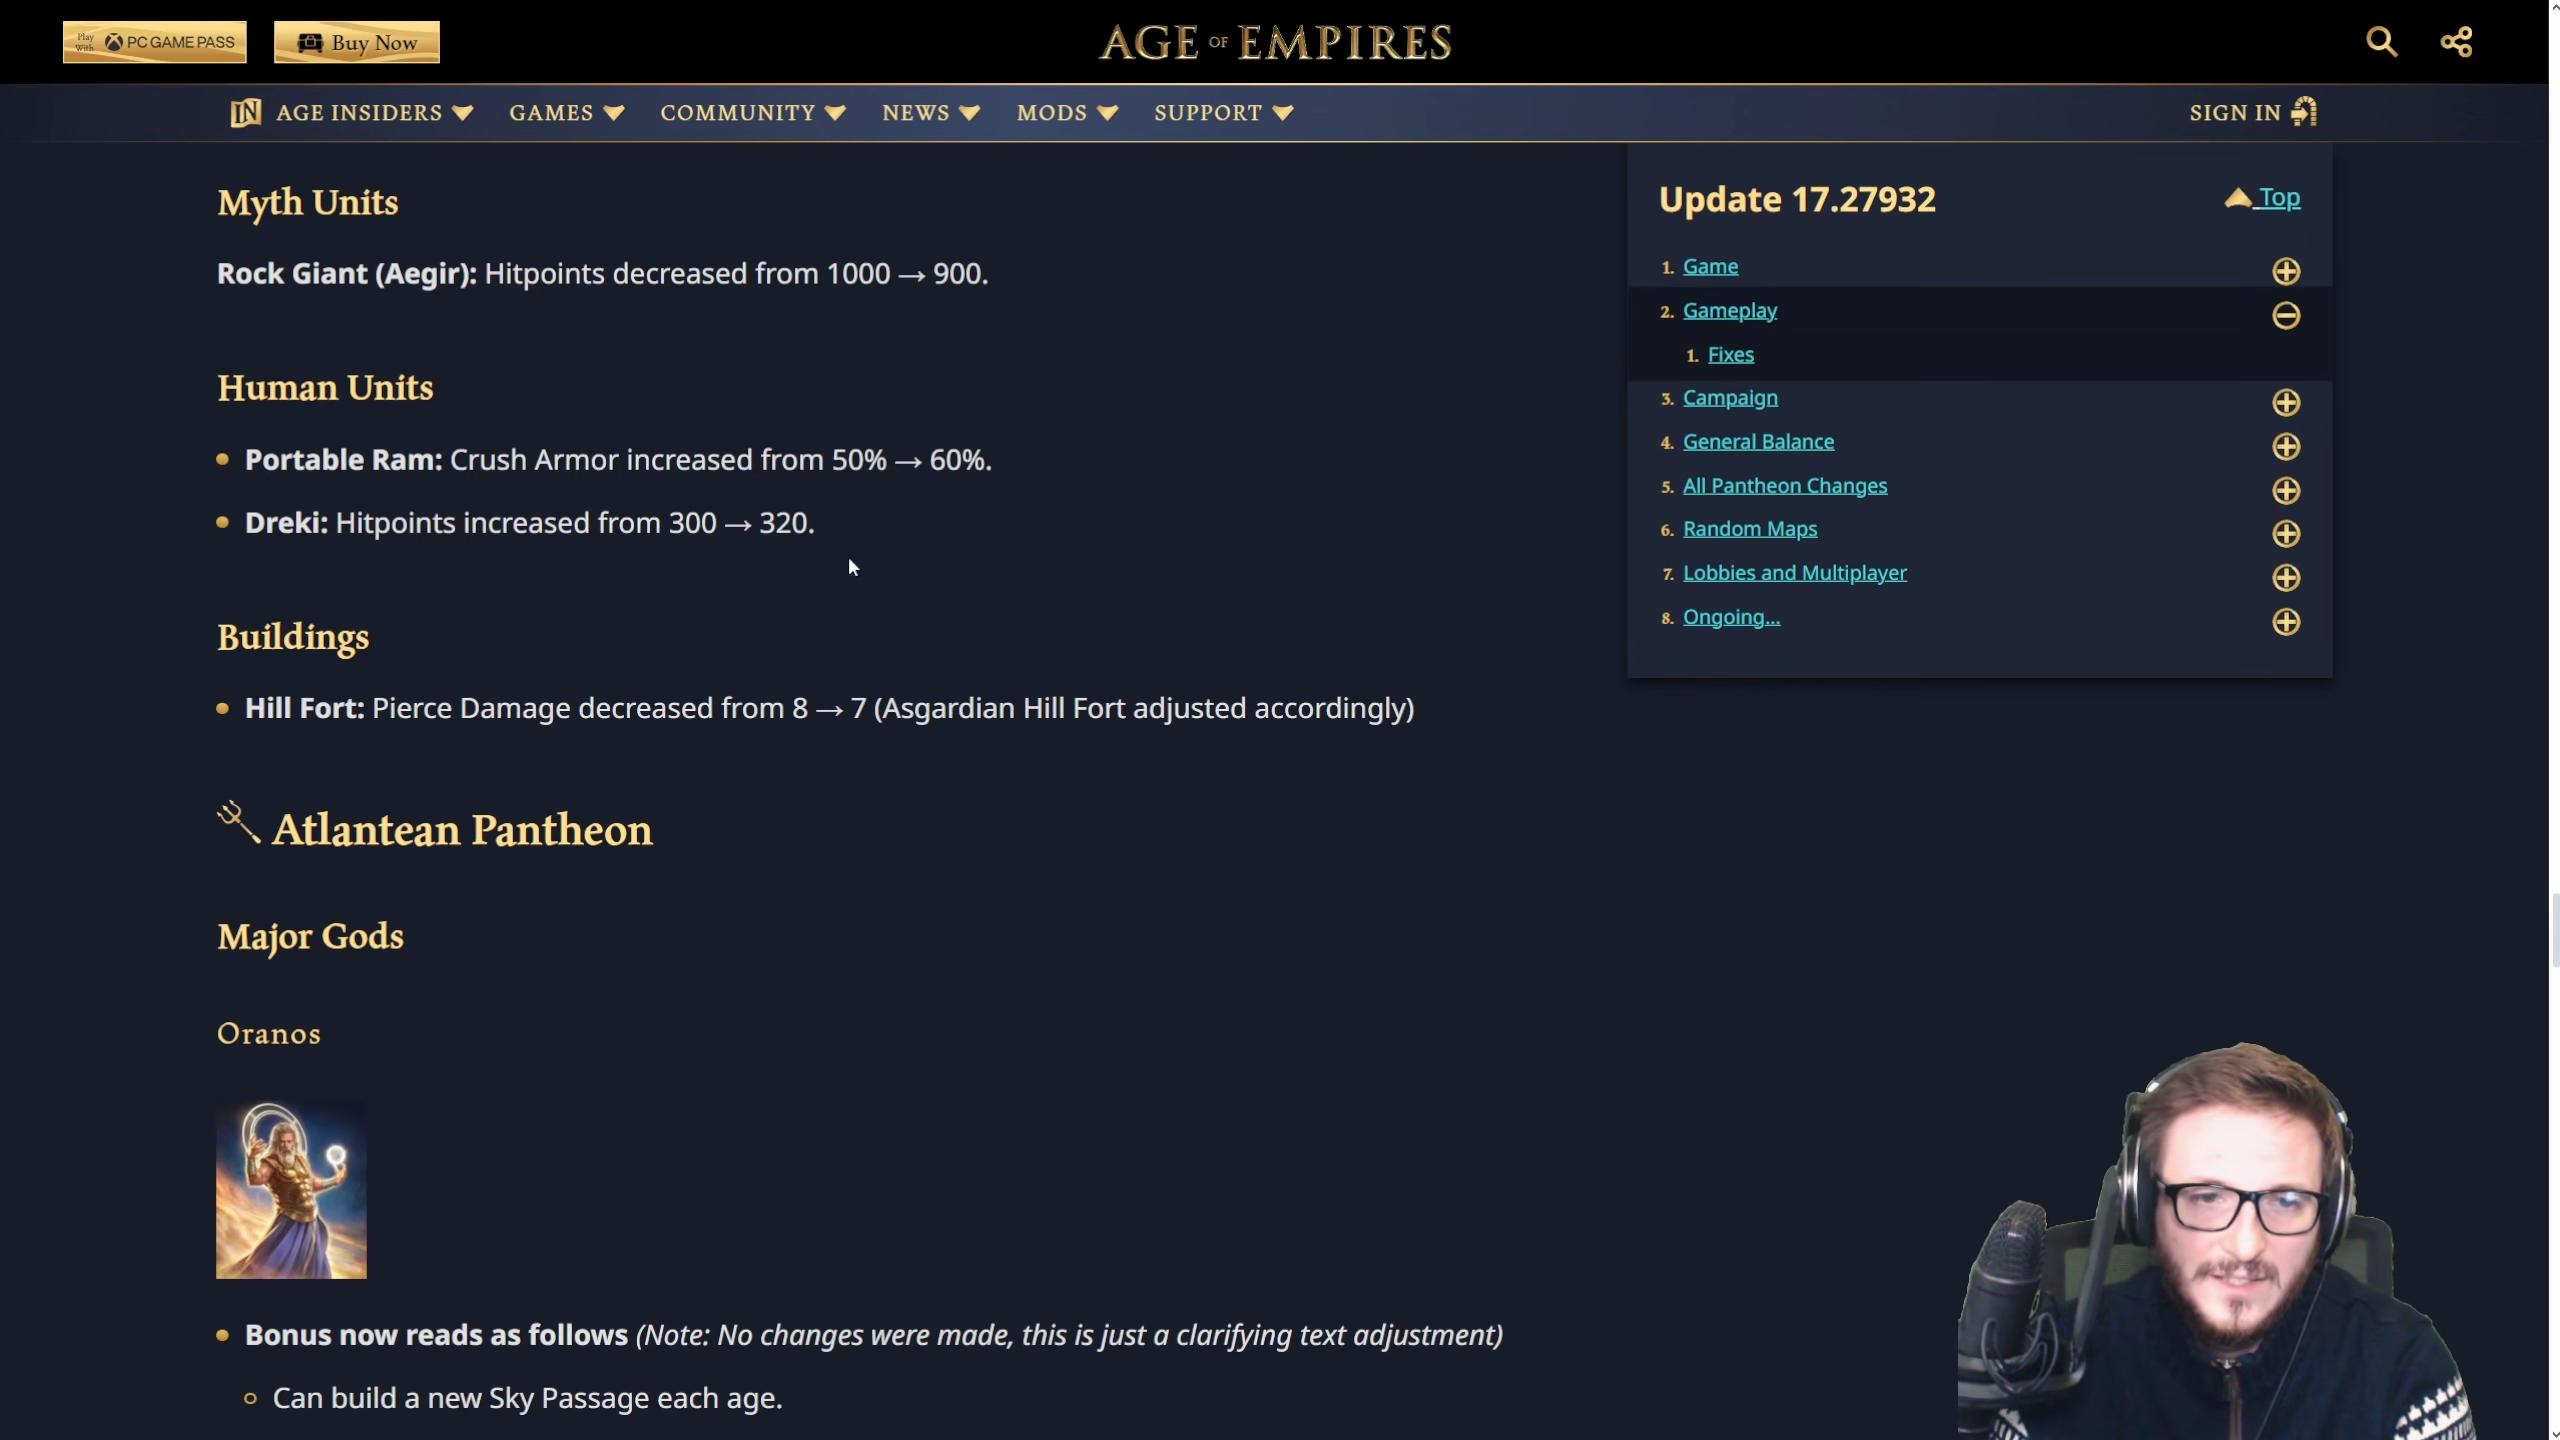 Play With PC GAME PASS
Buy Now
AGE OF EMPIRES
IN AGE INSIDERS
GAMES
COMMUNITY
NEWS
MODS
SUPPORT
SIGN IN
Myth Units
Rock Giant (Aegir): Hitpoints decreased from 1000 → 900.
Human Units
• Portable Ram: Crush Armor increased from 50% → 60%.
• Dreki: Hitpoints increased from 300 → 320.
Buildings
• Hill Fort: Pierce Damage decreased from 8 → 7 (Asgardian Hill Fort adjusted accordingly)
Atlantean Pantheon
Major Gods
Oranos
• Bonus now reads as follows (Note: No changes were made, this is just a clarifying text adjustment)
○ Can build a new Sky Passage each age.
Update 17.27932
Top
1. Game
2. Gameplay
1. Fixes
3. Campaign
4. General Balance
5. All Pantheon Changes
6. Random Maps
7. Lobbies and Multiplayer
8. Ongoing...